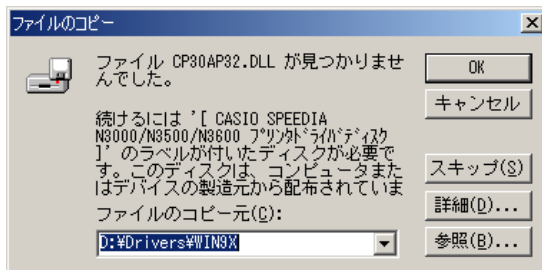 ファイルのコピー
ファイル CP30AP32.DLL が見つかりませ
んでした。
続けるには '[ CASIO SPEEDIA
N3000/N3500/N3600 ﾌﾟﾘﾝﾀﾄﾞﾗｲﾊﾞﾃﾞｨｽｸ
]' のラベルが付いたディスクが必要で
す。このディスクは、コンピュータまた
はデバイスの製造元から配布されていま
ファイルのコピー元(C):
D:¥Drivers¥WIN9X
OK
キャンセル
スキップ(S)
詳細(D)...
参照(B)...